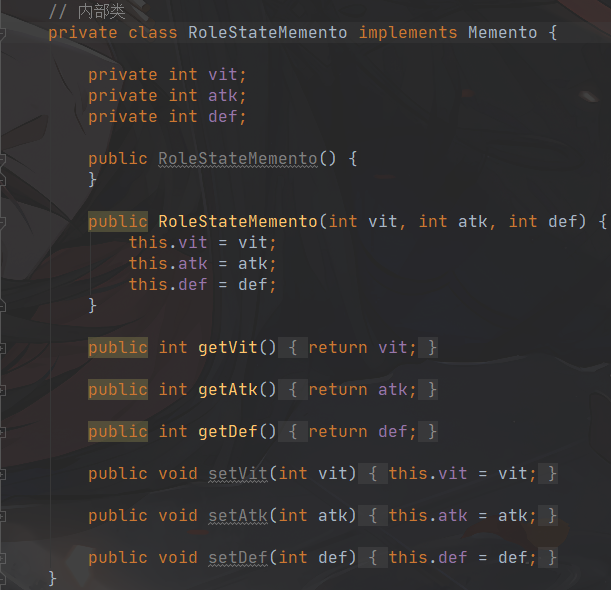 // 内部类
private class RoleStateMemento implements Memento {
private int vit;
private int atk;
private int def;
public RoleStateMemento() {
}
public RoleStateMemento(int vit, int atk, int def) {
this.vit = vit;
this.atk = atk;
this.def = def;
}
public int getVit() { return vit; }
public int getAtk() { return atk; }
public int getDef() { return def; }
public void setVit(int vit) { this.vit = vit; }
public void setAtk(int atk) { this.atk = atk; }
public void setDef(int def) { this.def = def; }
}